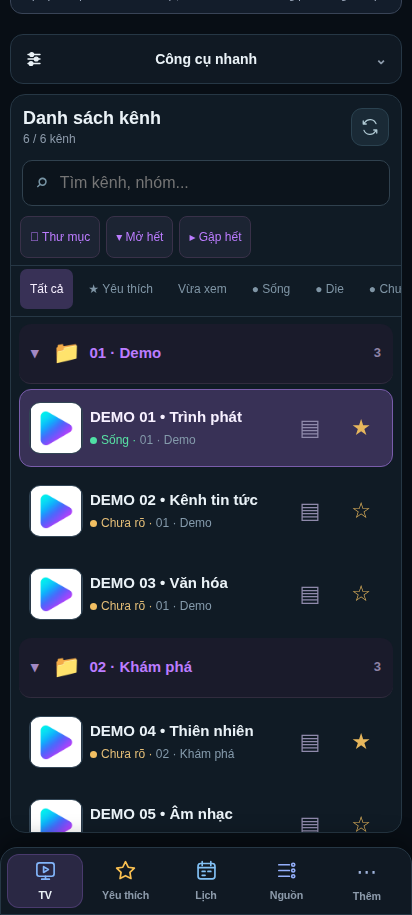 Công cụ nhanh
Danh sách kênh
6 / 6 kênh
Tìm kênh, nhóm...
Thư mục
▾ Mở hết
▸ Gập hết
Tất cả
★ Yêu thích
Vừa xem
● Sống
● Die
● Chu
▼ 📁 01 · Demo 3
DEMO 01 • Trình phát
● Sống · 01 · Demo
DEMO 02 • Kênh tin tức
● Chưa rõ · 01 · Demo
DEMO 03 • Văn hóa
● Chưa rõ · 01 · Demo
▼ 📁 02 · Khám phá 3
DEMO 04 • Thiên nhiên
● Chưa rõ · 02 · Khám phá
DEMO 05 • Âm nhạc
TV
Yêu thích
Lịch
Nguồn
Thêm